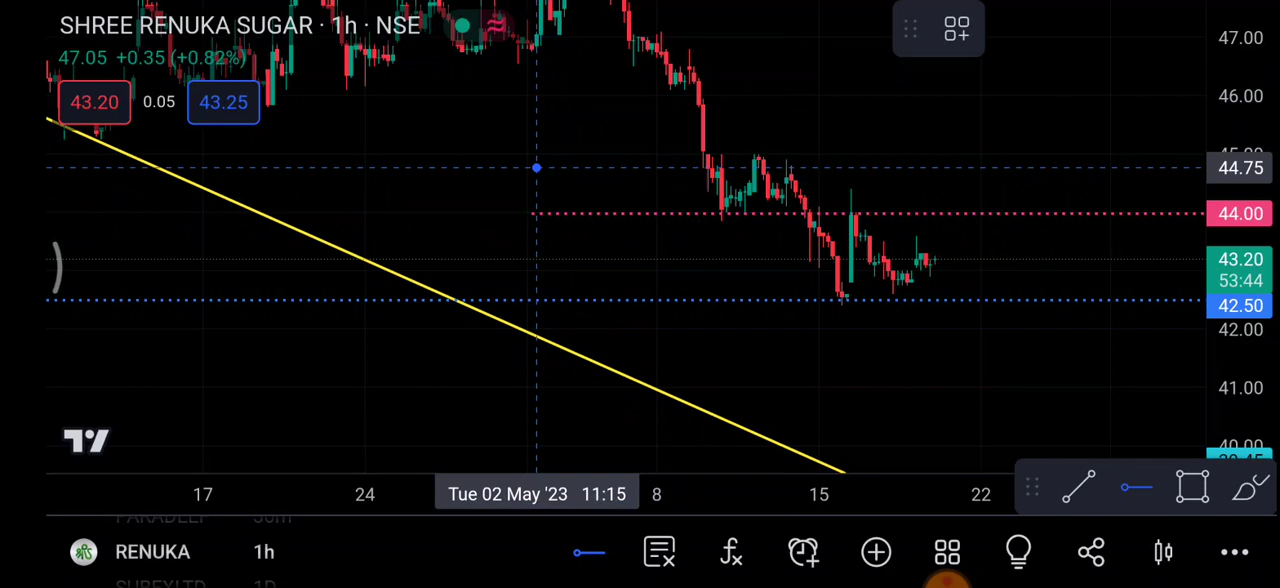 SHREE RENUKA SUGAR · 1h · NSE
47.05 +0.35 (+0.82%)
43.20 0.05 43.25
47.00
46.00
45.00
44.75
44.00
43.20
53:44
42.50
42.00
41.00
40.00
17 24 Tue 02 May '23 11:15 8 15 22
RENUKA 1h